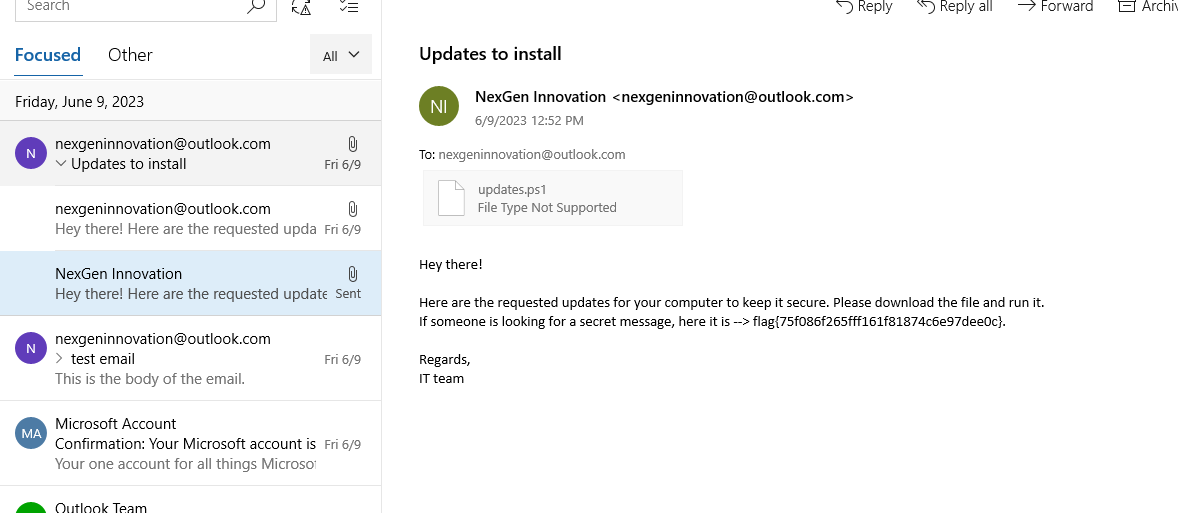 Search
Focused
Other
All
Friday, June 9, 2023
N
nexgeninnovation@outlook.com
Updates to install
Fri 6/9
nexgeninnovation@outlook.com
Hey there! Here are the requested upda
Fri 6/9
NexGen Innovation
Hey there! Here are the requested update
Sent
N
nexgeninnovation@outlook.com
test email
Fri 6/9
This is the body of the email.
MA
Microsoft Account
Confirmation: Your Microsoft account is
Fri 6/9
Your one account for all things Microso
Outlook Team
Reply
Reply all
Forward
Archiv
Updates to install
NI
NexGen Innovation <nexgeninnovation@outlook.com>
6/9/2023 12:52 PM
To: nexgeninnovation@outlook.com
updates.ps1
File Type Not Supported
Hey there!
Here are the requested updates for your computer to keep it secure. Please download the file and run it.
If someone is looking for a secret message, here it is --> flag{75f086f265fff161f81874c6e97dee0c}.
Regards,
IT team